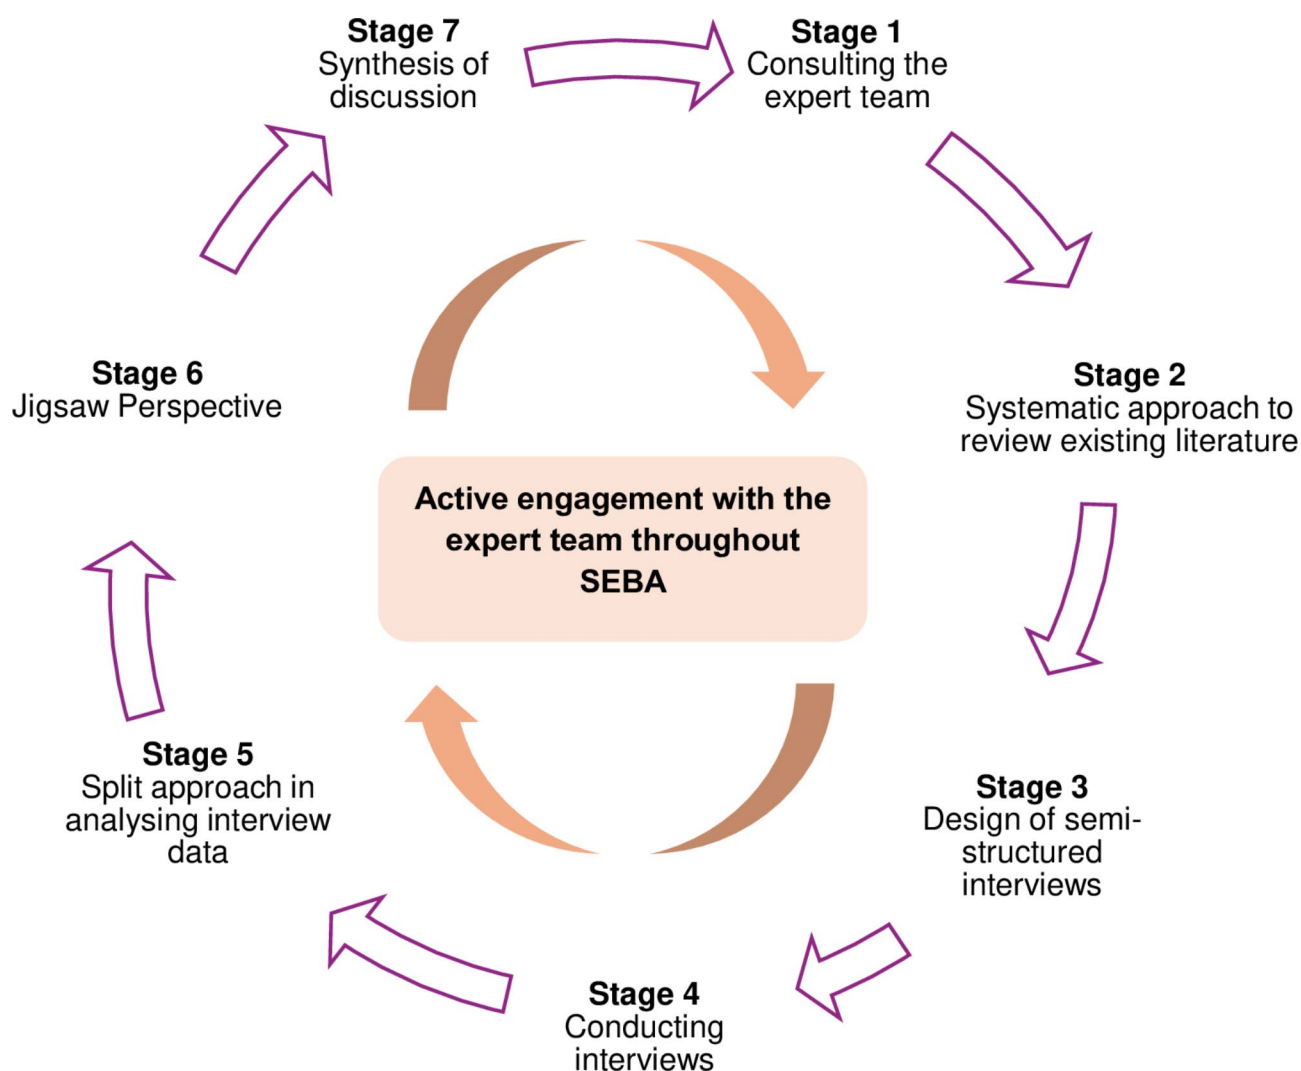 Stage 1
Consulting the
expert team
Stage 2
Systematic approach to
review existing literature
Stage 3
Design of semi-
structured
interviews
Stage 4
Conducting
interviews
Stage 5
Split approach in
analysing interview
data
Stage 6
Jigsaw Perspective
Stage 7
Synthesis of
discussion
Active engagement with the
expert team throughout
SEBA